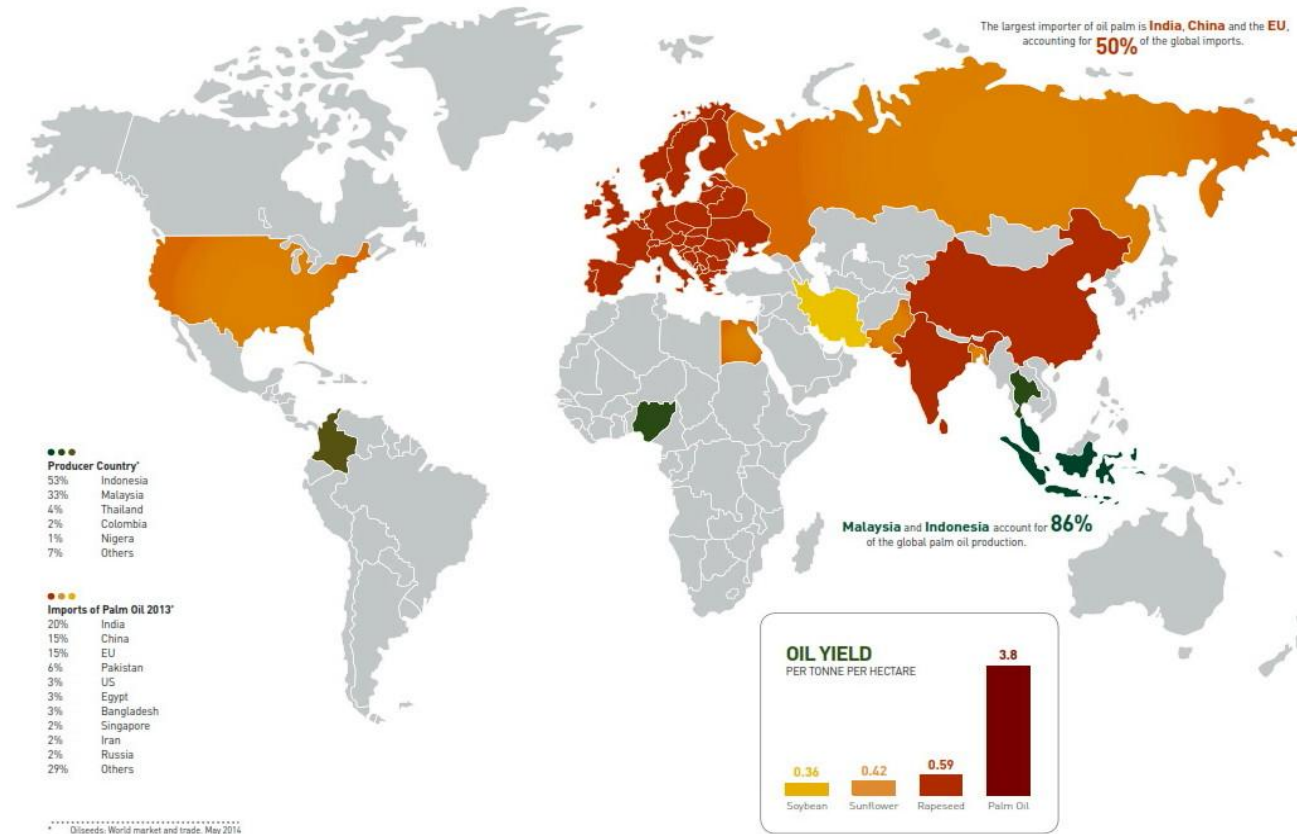 The largest importer of oil palm is India, China and the EU,
accounting for 50% of the global imports.
Producer Country*
53% Indonesia
33% Malaysia
4% Thailand
2% Colombia
1% Nigera
7% Others
Malaysia and Indonesia account for 86%
of the global palm oil production.
Imports of Palm Oil 2013*
20% India
15% China
15% EU
6% Pakistan
3% US
3% Egypt
3% Bangladesh
2% Singapore
2% Iran
2% Russia
29% Others
OIL YIELD
PER TONNE PER HECTARE
3.8
0.36
0.42
0.59
Soybean
Sunflower
Rapeseed
Palm Oil
* Oilseeds: World market and trade. May 2014